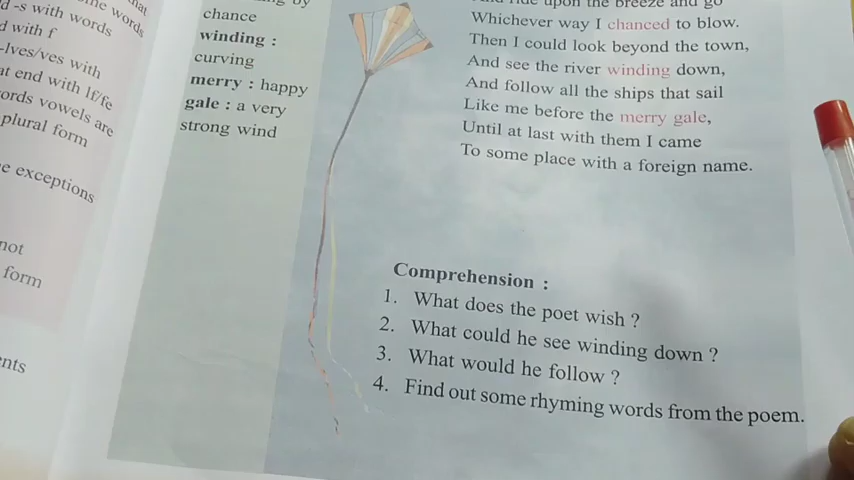 -s with words
d with f
-lves/ves with
at end with lf/fe
ords vowels are
plural form
e exceptions
not
form
nts
by
chance
winding :
curving
merry : happy
gale : a very
strong wind
ride upon the breeze and go
Whichever way I chanced to blow.
Then I could look beyond the town,
And see the river winding down,
And follow all the ships that sail
Like me before the merry gale,
Until at last with them I came
To some place with a foreign name.
Comprehension :
1. What does the poet wish ?
2. What could he see winding down ?
3. What would he follow ?
4. Find out some rhyming words from the poem.